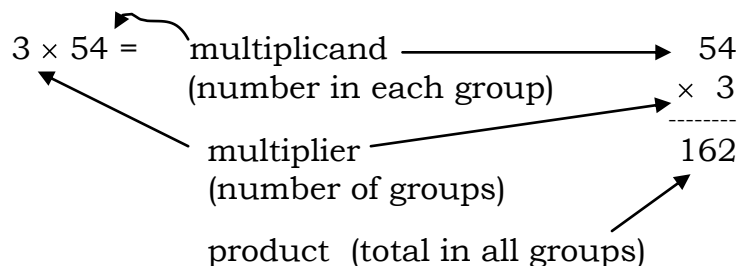 3 × 54 = multiplicand 54
(number in each group) × 3
--------
multiplier 162
(number of groups)
product (total in all groups)